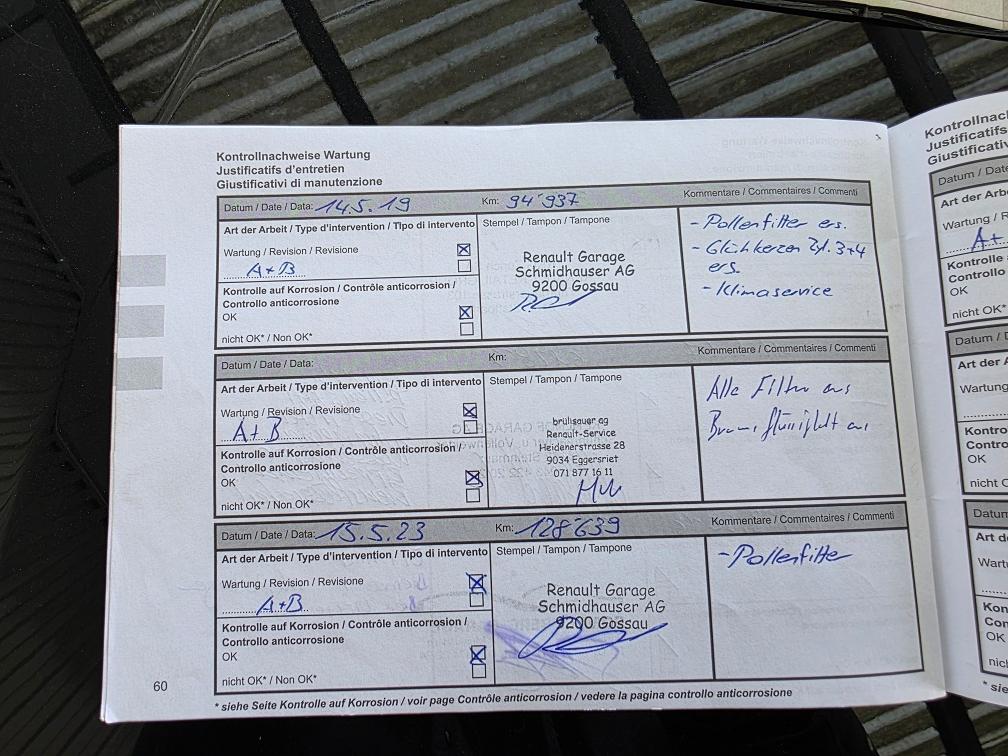 Kontrollnachweise Wartung
Justificatifs d'entretien
Giustificativi di manutenzione
Datum / Date / Data: 14.5.19 Km: 94'937 Kommentare / Commentaires / Commenti
Art der Arbeit / Type d'intervention / Tipo di intervento
Wartung / Revision / Revisione
A+B
Kontrolle auf Korrosion / Contrôle anticorrosion /
Controllo anticorrosione
OK
nicht OK* / Non OK*
Stempel / Tampon / Tampone
Renault Garage
Schmidhauser AG
9200 Gossau
- Pollenfilter ers.
- Glühkerzen Zyl. 3+4
ers.
- Klimaservice
Datum / Date / Data: Km: Kommentare / Commentaires / Commenti
Art der Arbeit / Type d'intervention / Tipo di intervento
Wartung / Revision / Revisione
A+B
Kontrolle auf Korrosion / Contrôle anticorrosion /
Controllo anticorrosione
OK
nicht OK* / Non OK*
Stempel / Tampon / Tampone
brülisauer ag
Renault-Service
Heidenerstrasse 28
9034 Eggersriet
071 877 16 11
Alle Filter
Datum / Date / Data: 15.5.23 Km: 128'639 Kommentare / Commentaires / Commenti
Art der Arbeit / Type d'intervention / Tipo di intervento
Wartung / Revision / Revisione
A+B
Kontrolle auf Korrosion / Contrôle anticorrosion /
Controllo anticorrosione
OK
nicht OK* / Non OK*
Stempel / Tampon / Tampone
Renault Garage
Schmidhauser AG
9200 Gossau
- Pollenfilter
60
* siehe Seite Kontrolle auf Korrosion / voir page Contrôle anticorrosion / vedere la pagina controllo anticorrosione